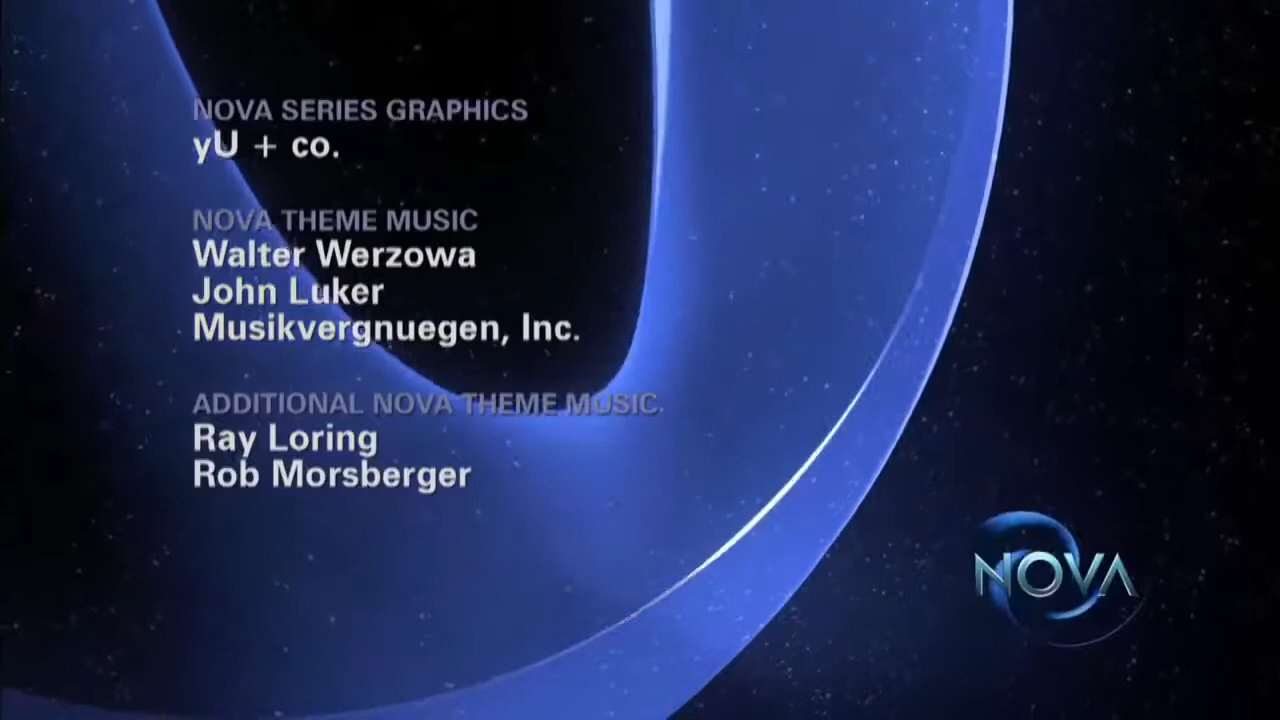 NOVA SERIES GRAPHICS
yU + co.
NOVA THEME MUSIC
Walter Werzowa
John Luker
Musikvergnuegen, Inc.
ADDITIONAL NOVA THEME MUSIC
Ray Loring
Rob Morsberger
NOVA